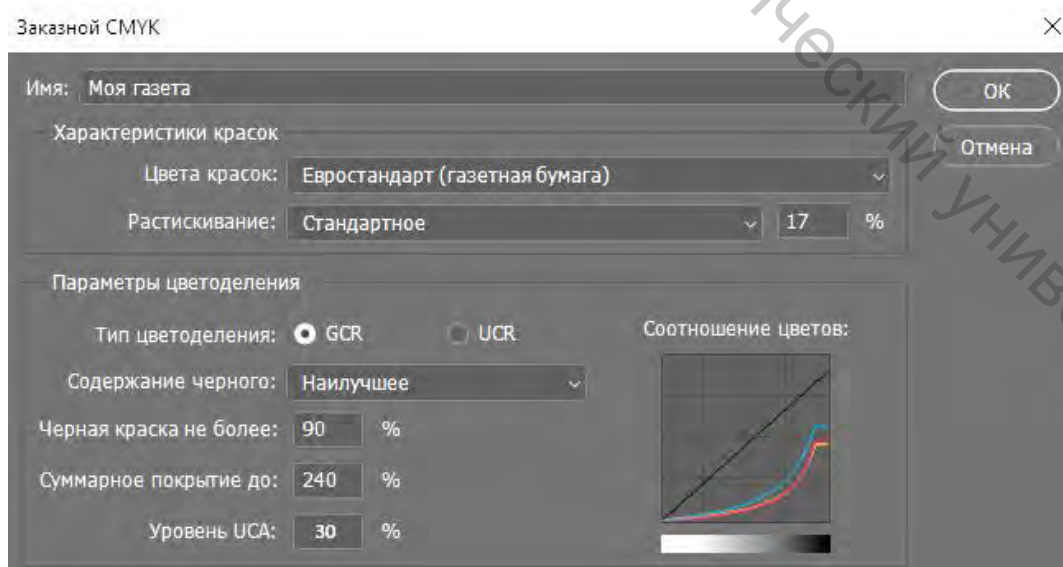 Заказной CMYK
Имя: Моя газета
ОК
Характеристики красок
Отмена
Цвета красок: Евростандарт (газетная бумага)
Растискивание: Стандартное 17 %
Параметры цветоделения
Тип цветоделения: GCR UCR
Соотношение цветов:
Содержание черного: Наилучшее
Черная краска не более: 90 %
Суммарное покрытие до: 240 %
Уровень UCA: 30 %